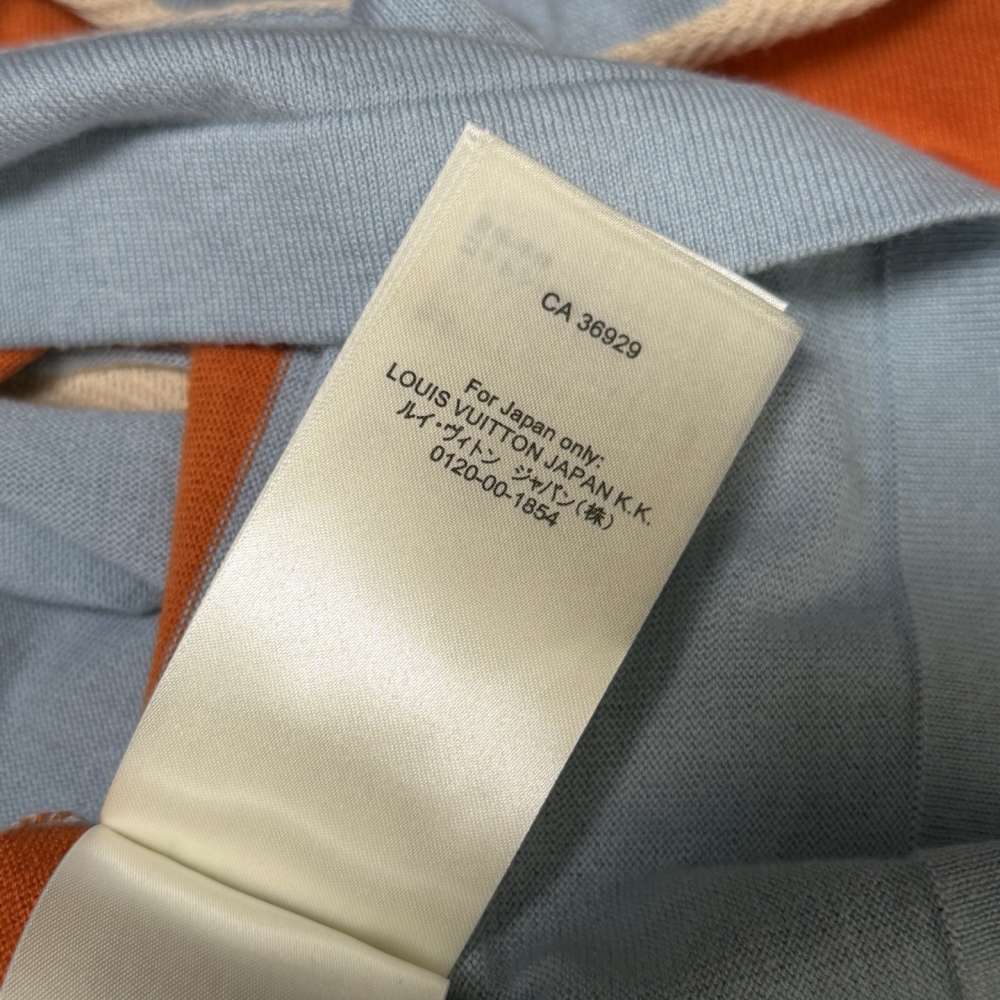 CA 36929
For Japan only:
LOUIS VUITTON JAPAN K.K.
ルイ・ヴィトン ジャパン(株)
0120-00-1854